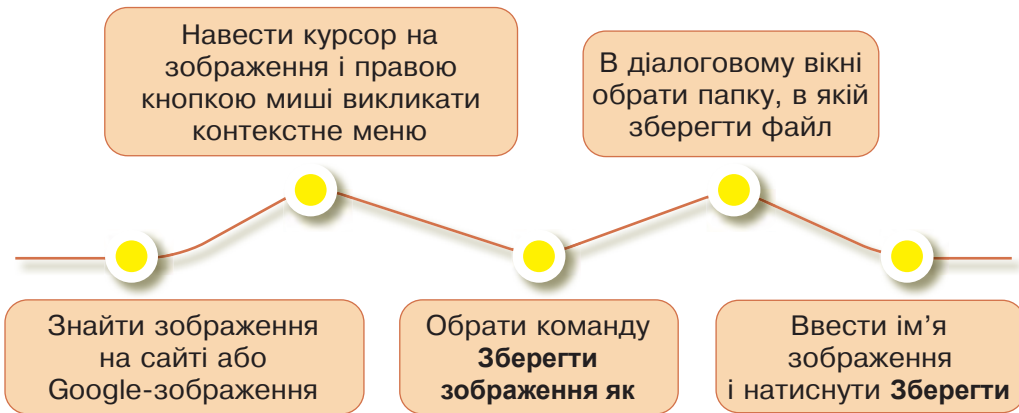 Знайти зображення
на сайті або
Google-зображення
Навести курсор на
зображення і правою
кнопкою миші викликати
контекстне меню
Обрати команду
Зберегти
зображення як
В діалоговому вікні
обрати папку, в якій
зберегти файл
Ввести ім’я
зображення
і натиснути Зберегти